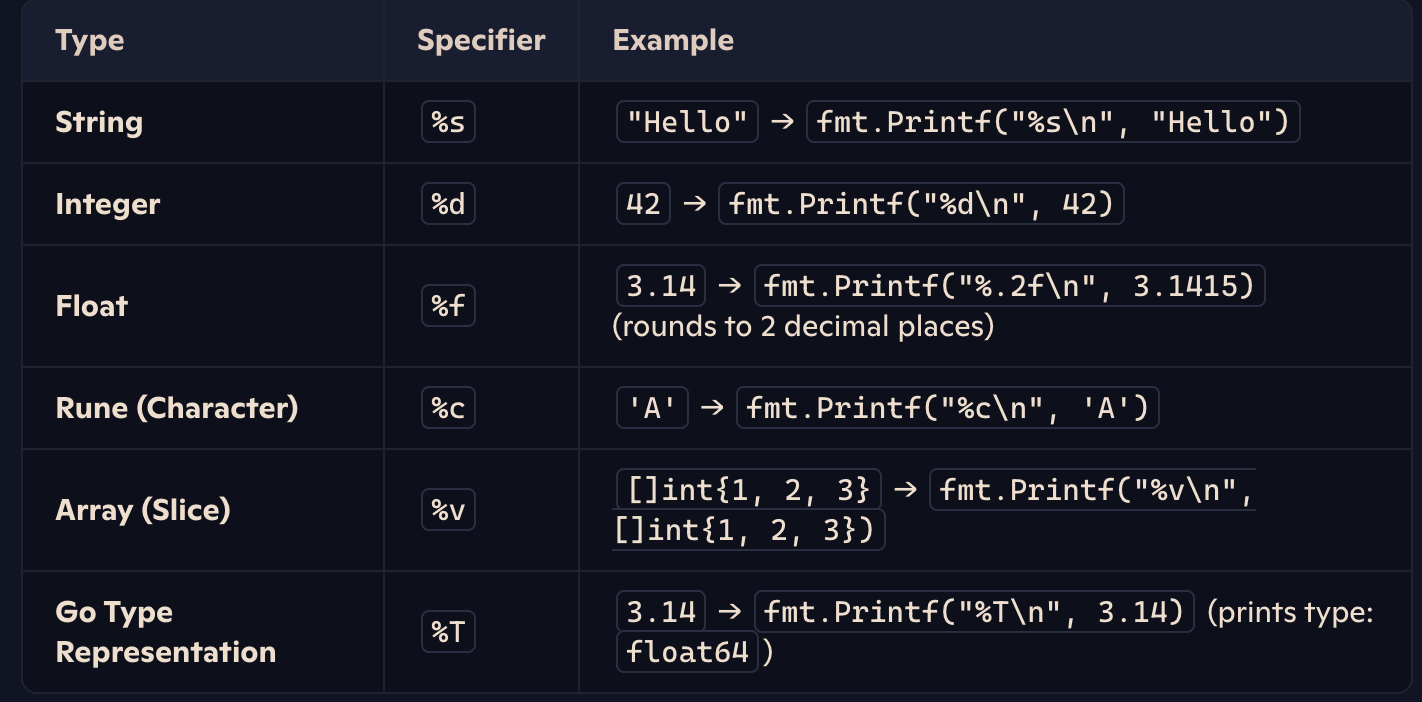 Type Specifier Example
String %s "Hello" → fmt.Printf("%s\n", "Hello")
Integer %d 42 → fmt.Printf("%d\n", 42)
Float %f 3.14 → fmt.Printf("%.2f\n", 3.1415)
(rounds to 2 decimal places)
Rune (Character) %c 'A' → fmt.Printf("%c\n", 'A')
Array (Slice) %v []int{1, 2, 3} → fmt.Printf("%v\n",
[]int{1, 2, 3})
Go Type
Representation %T 3.14 → fmt.Printf("%T\n", 3.14) (prints type:
float64)